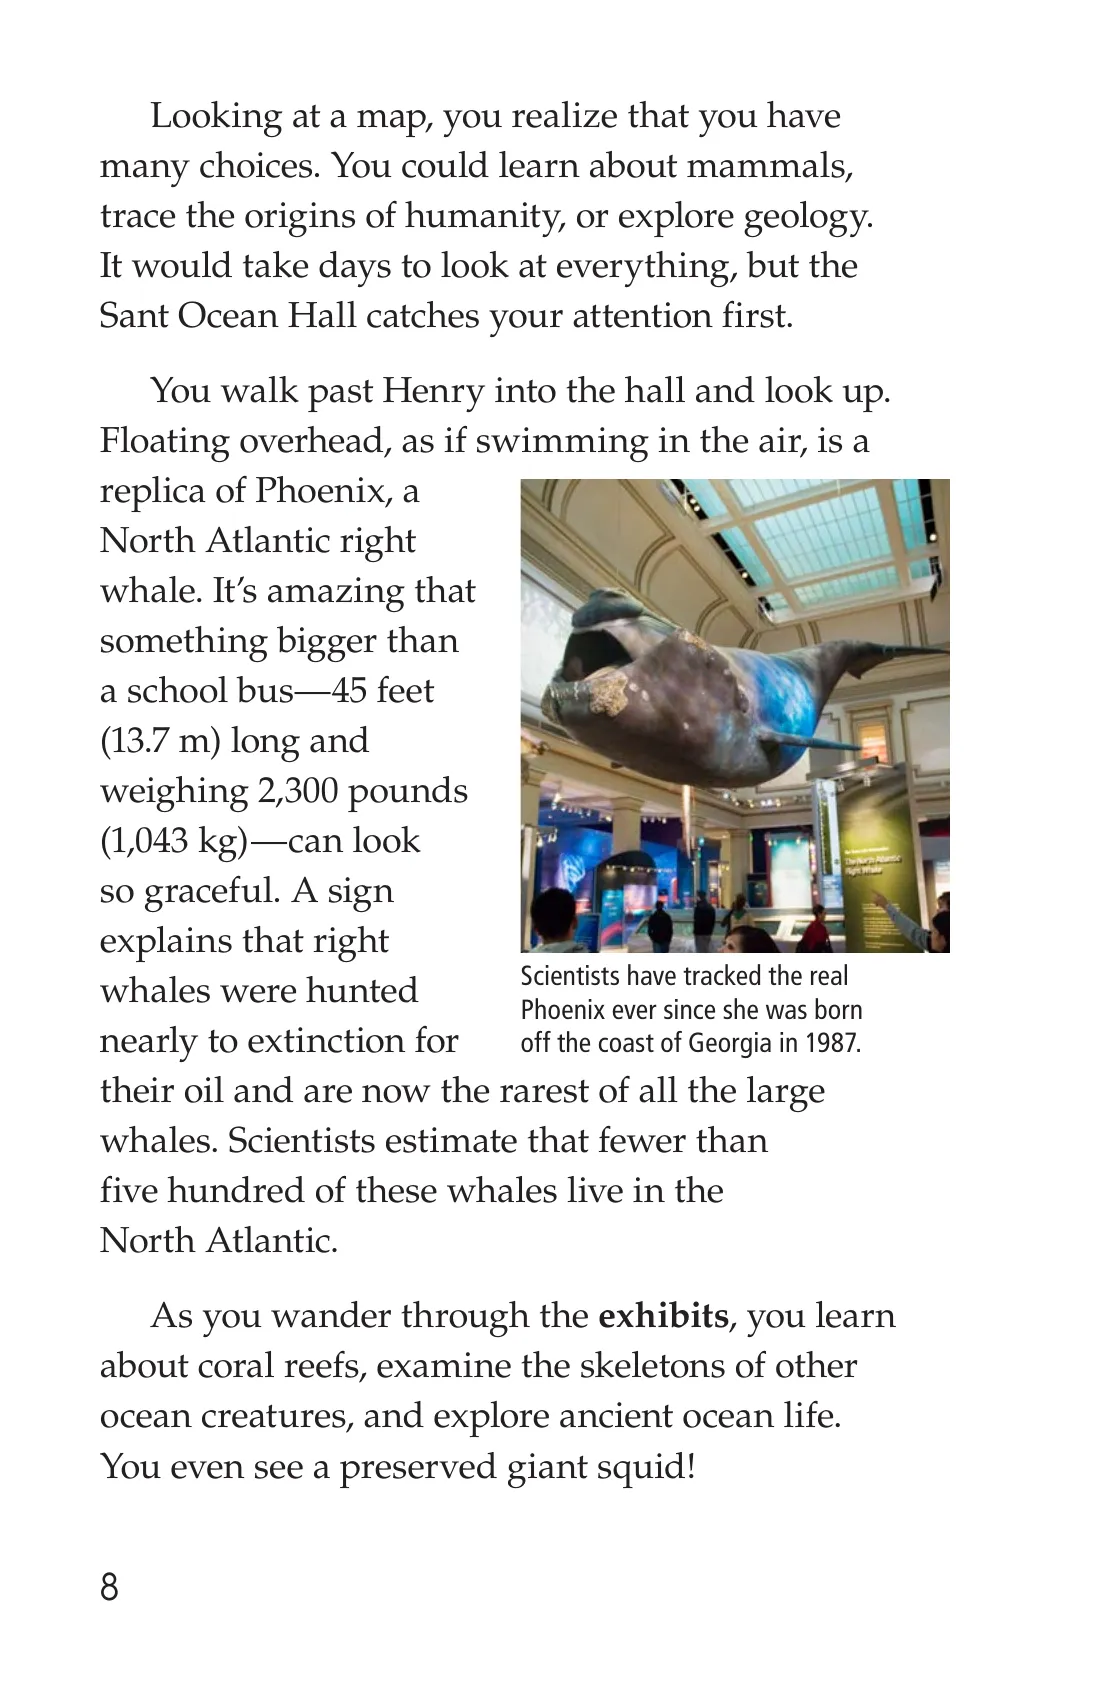 Looking at a map, you realize that you have
many choices. You could learn about mammals,
trace the origins of humanity, or explore geology.
It would take days to look at everything, but the
Sant Ocean Hall catches your attention first.
You walk past Henry into the hall and look up.
Floating overhead, as if swimming in the air, is a
replica of Phoenix, a
North Atlantic right
whale. It’s amazing that
something bigger than
a school bus—45 feet
(13.7 m) long and
weighing 2,300 pounds
(1,043 kg)—can look
so graceful. A sign
explains that right
whales were hunted
nearly to extinction for
their oil and are now the rarest of all the large
whales. Scientists estimate that fewer than
five hundred of these whales live in the
North Atlantic.
The North Atlantic
Right Whale
Scientists have tracked the real
Phoenix ever since she was born
off the coast of Georgia in 1987.
As you wander through the exhibits, you learn
about coral reefs, examine the skeletons of other
ocean creatures, and explore ancient ocean life.
You even see a preserved giant squid!
8